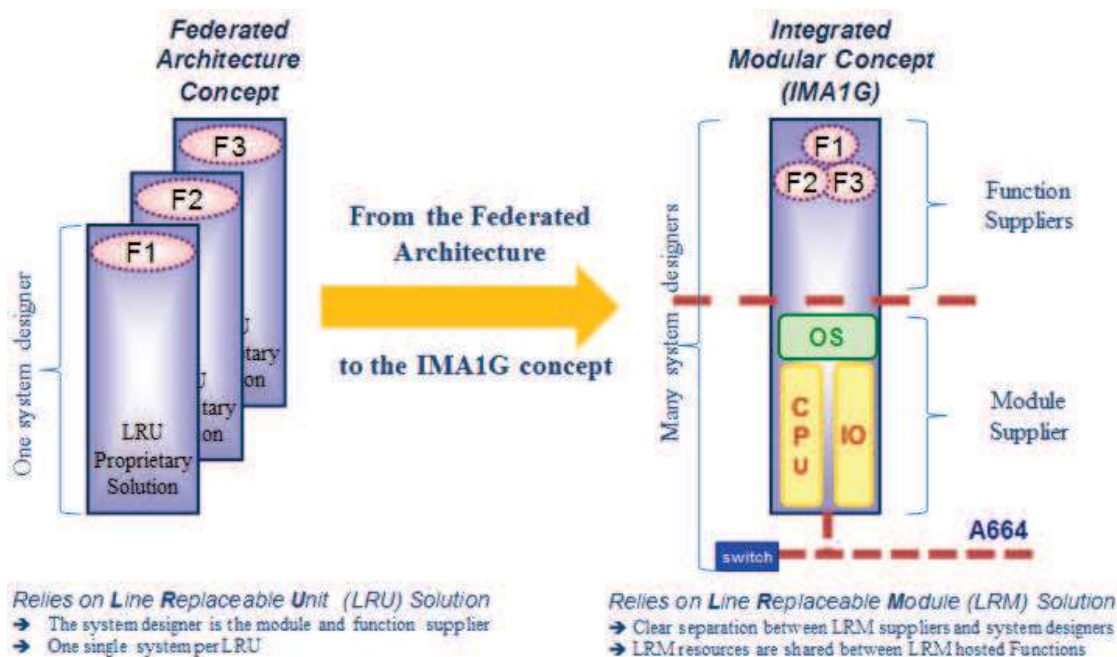 Federated
Architecture
Concept
F3
F2
F1
One system designer
LRU
Proprietary
Solution
From the Federated
Architecture
to the IMA1G concept
Integrated
Modular Concept
(IMA1G)
F1
F2
F3
Many system designers
Function
Suppliers
OS
CPU
IO
Module
Supplier
A664
switch
Relies on Line Replaceable Unit (LRU) Solution
➔ The system designer is the module and function supplier
➔ One single system per LRU
Relies on Line Replaceable Module (LRM) Solution
➔ Clear separation between LRM suppliers and system designers
➔ LRM resources are shared between LRM hosted Functions